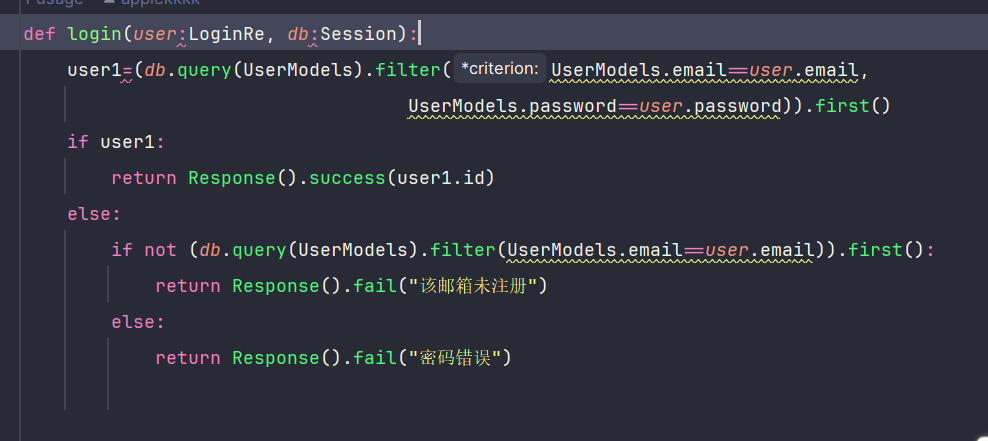 def login(user:LoginRe, db:Session):
user1=(db.query(UserModels).filter( *criterion: UserModels.email==user.email,
UserModels.password==user.password)).first()
if user1:
return Response().success(user1.id)
else:
if not (db.query(UserModels).filter(UserModels.email==user.email)).first():
return Response().fail("该邮箱未注册")
else:
return Response().fail("密码错误")